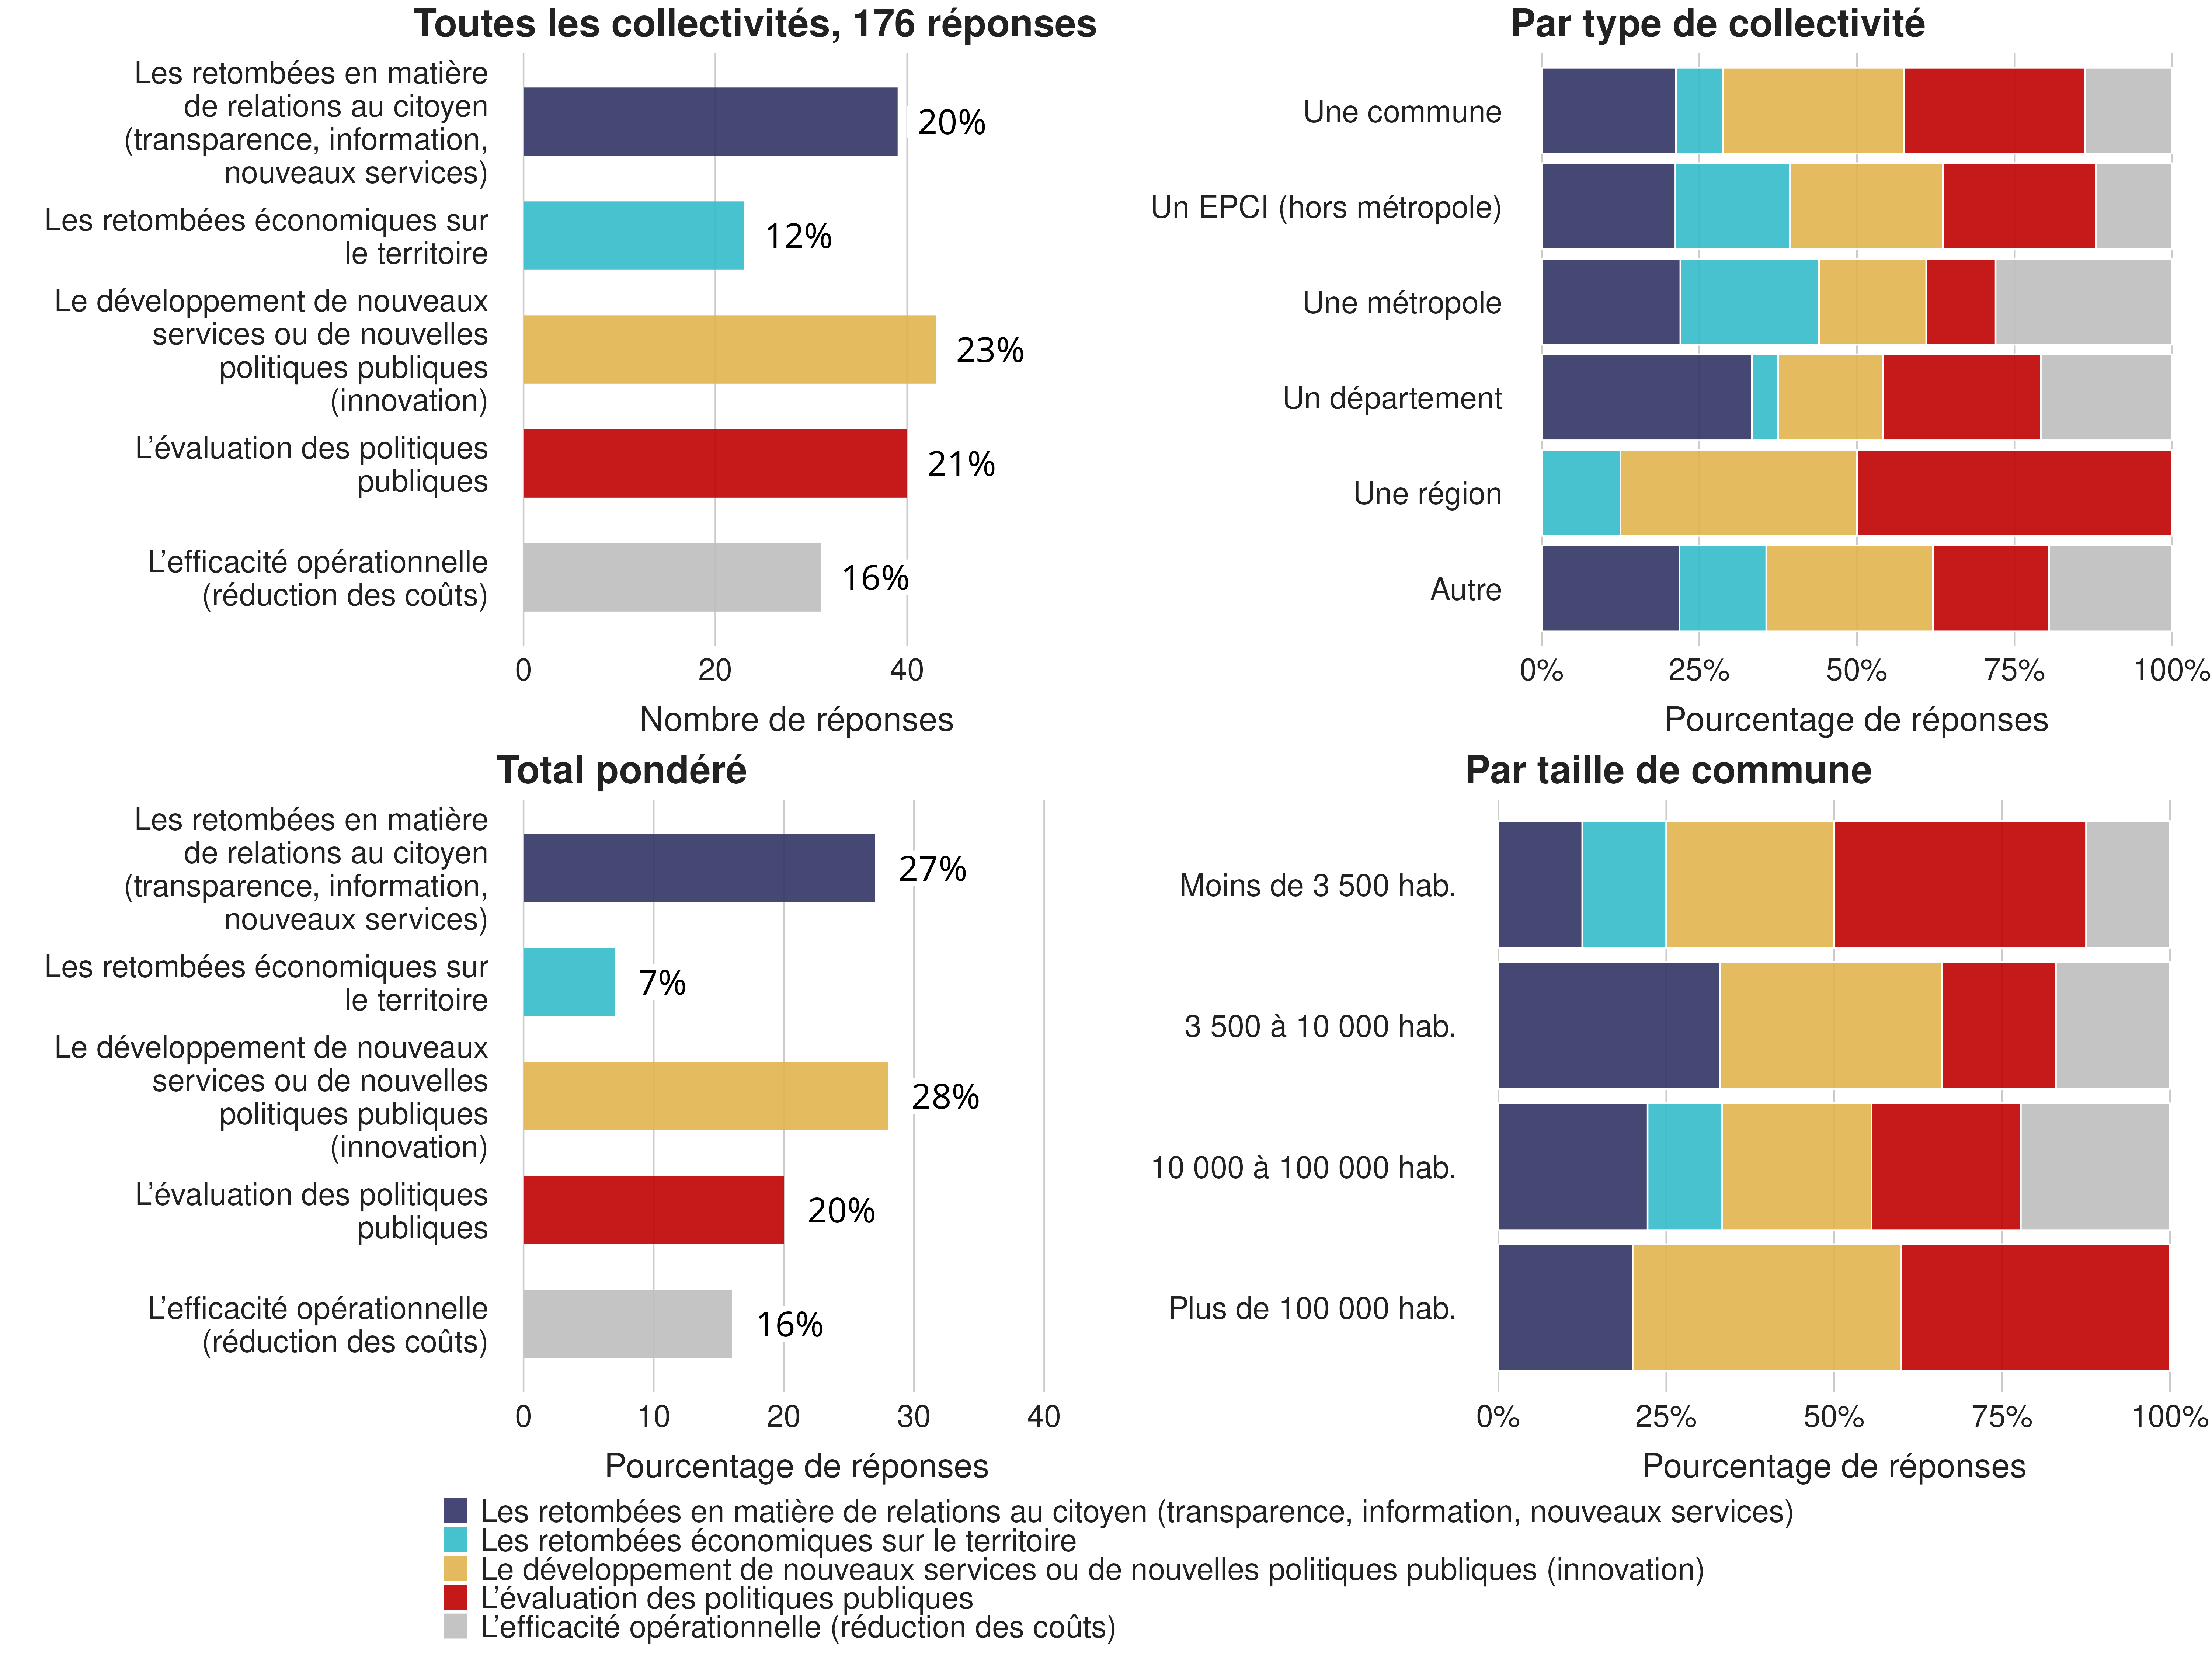 Toutes les collectivités, 176 réponses
Les retombées en matière
de relations au citoyen
(transparence, information,
nouveaux services)
20%
Les retombées économiques sur
le territoire
12%
Le développement de nouveaux
services ou de nouvelles
politiques publiques
(innovation)
23%
L’évaluation des politiques
publiques
21%
L’efficacité opérationnelle
(réduction des coûts)
16%
0 20 40
Nombre de réponses
Par type de collectivité
Une commune
Un EPCI (hors métropole)
Une métropole
Un département
Une région
Autre
0% 25% 50% 75% 100%
Pourcentage de réponses
Total pondéré
Les retombées en matière
de relations au citoyen
(transparence, information,
nouveaux services)
27%
Les retombées économiques sur
le territoire
7%
Le développement de nouveaux
services ou de nouvelles
politiques publiques
(innovation)
28%
L’évaluation des politiques
publiques
20%
L’efficacité opérationnelle
(réduction des coûts)
16%
0 10 20 30 40
Pourcentage de réponses
Par taille de commune
Moins de 3 500 hab.
3 500 à 10 000 hab.
10 000 à 100 000 hab.
Plus de 100 000 hab.
0% 25% 50% 75% 100%
Pourcentage de réponses
Les retombées en matière de relations au citoyen (transparence, information, nouveaux services)
Les retombées économiques sur le territoire
Le développement de nouveaux services ou de nouvelles politiques publiques (innovation)
L’évaluation des politiques publiques
L’efficacité opérationnelle (réduction des coûts)